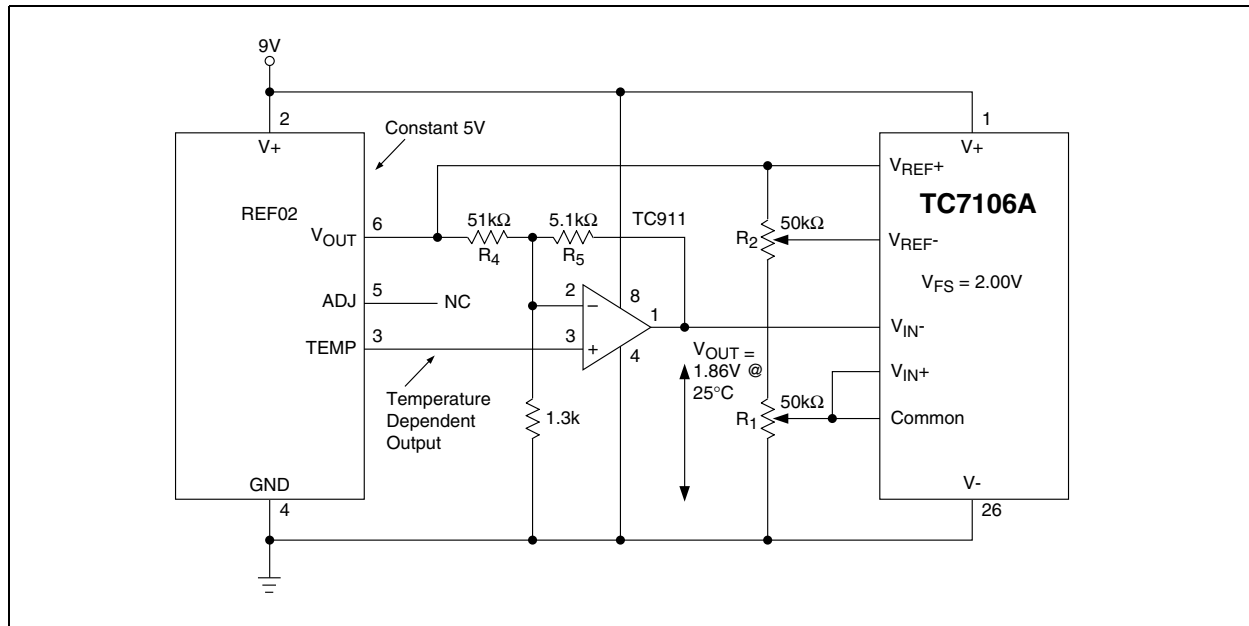 9V
2
V+
Constant 5V
REF02
6
VOUT
51kΩ
R4
5.1kΩ
R5
TC911
5
ADJ
NC
3
TEMP
2
–
3
+
8
1
4
Temperature
Dependent
Output
1.3k
GND
4
VOUT =
1.86V @
25°C
50kΩ
R2
50kΩ
R1
1
V+
VREF+
TC7106A
VREF-
VFS = 2.00V
VIN-
VIN+
Common
V-
26